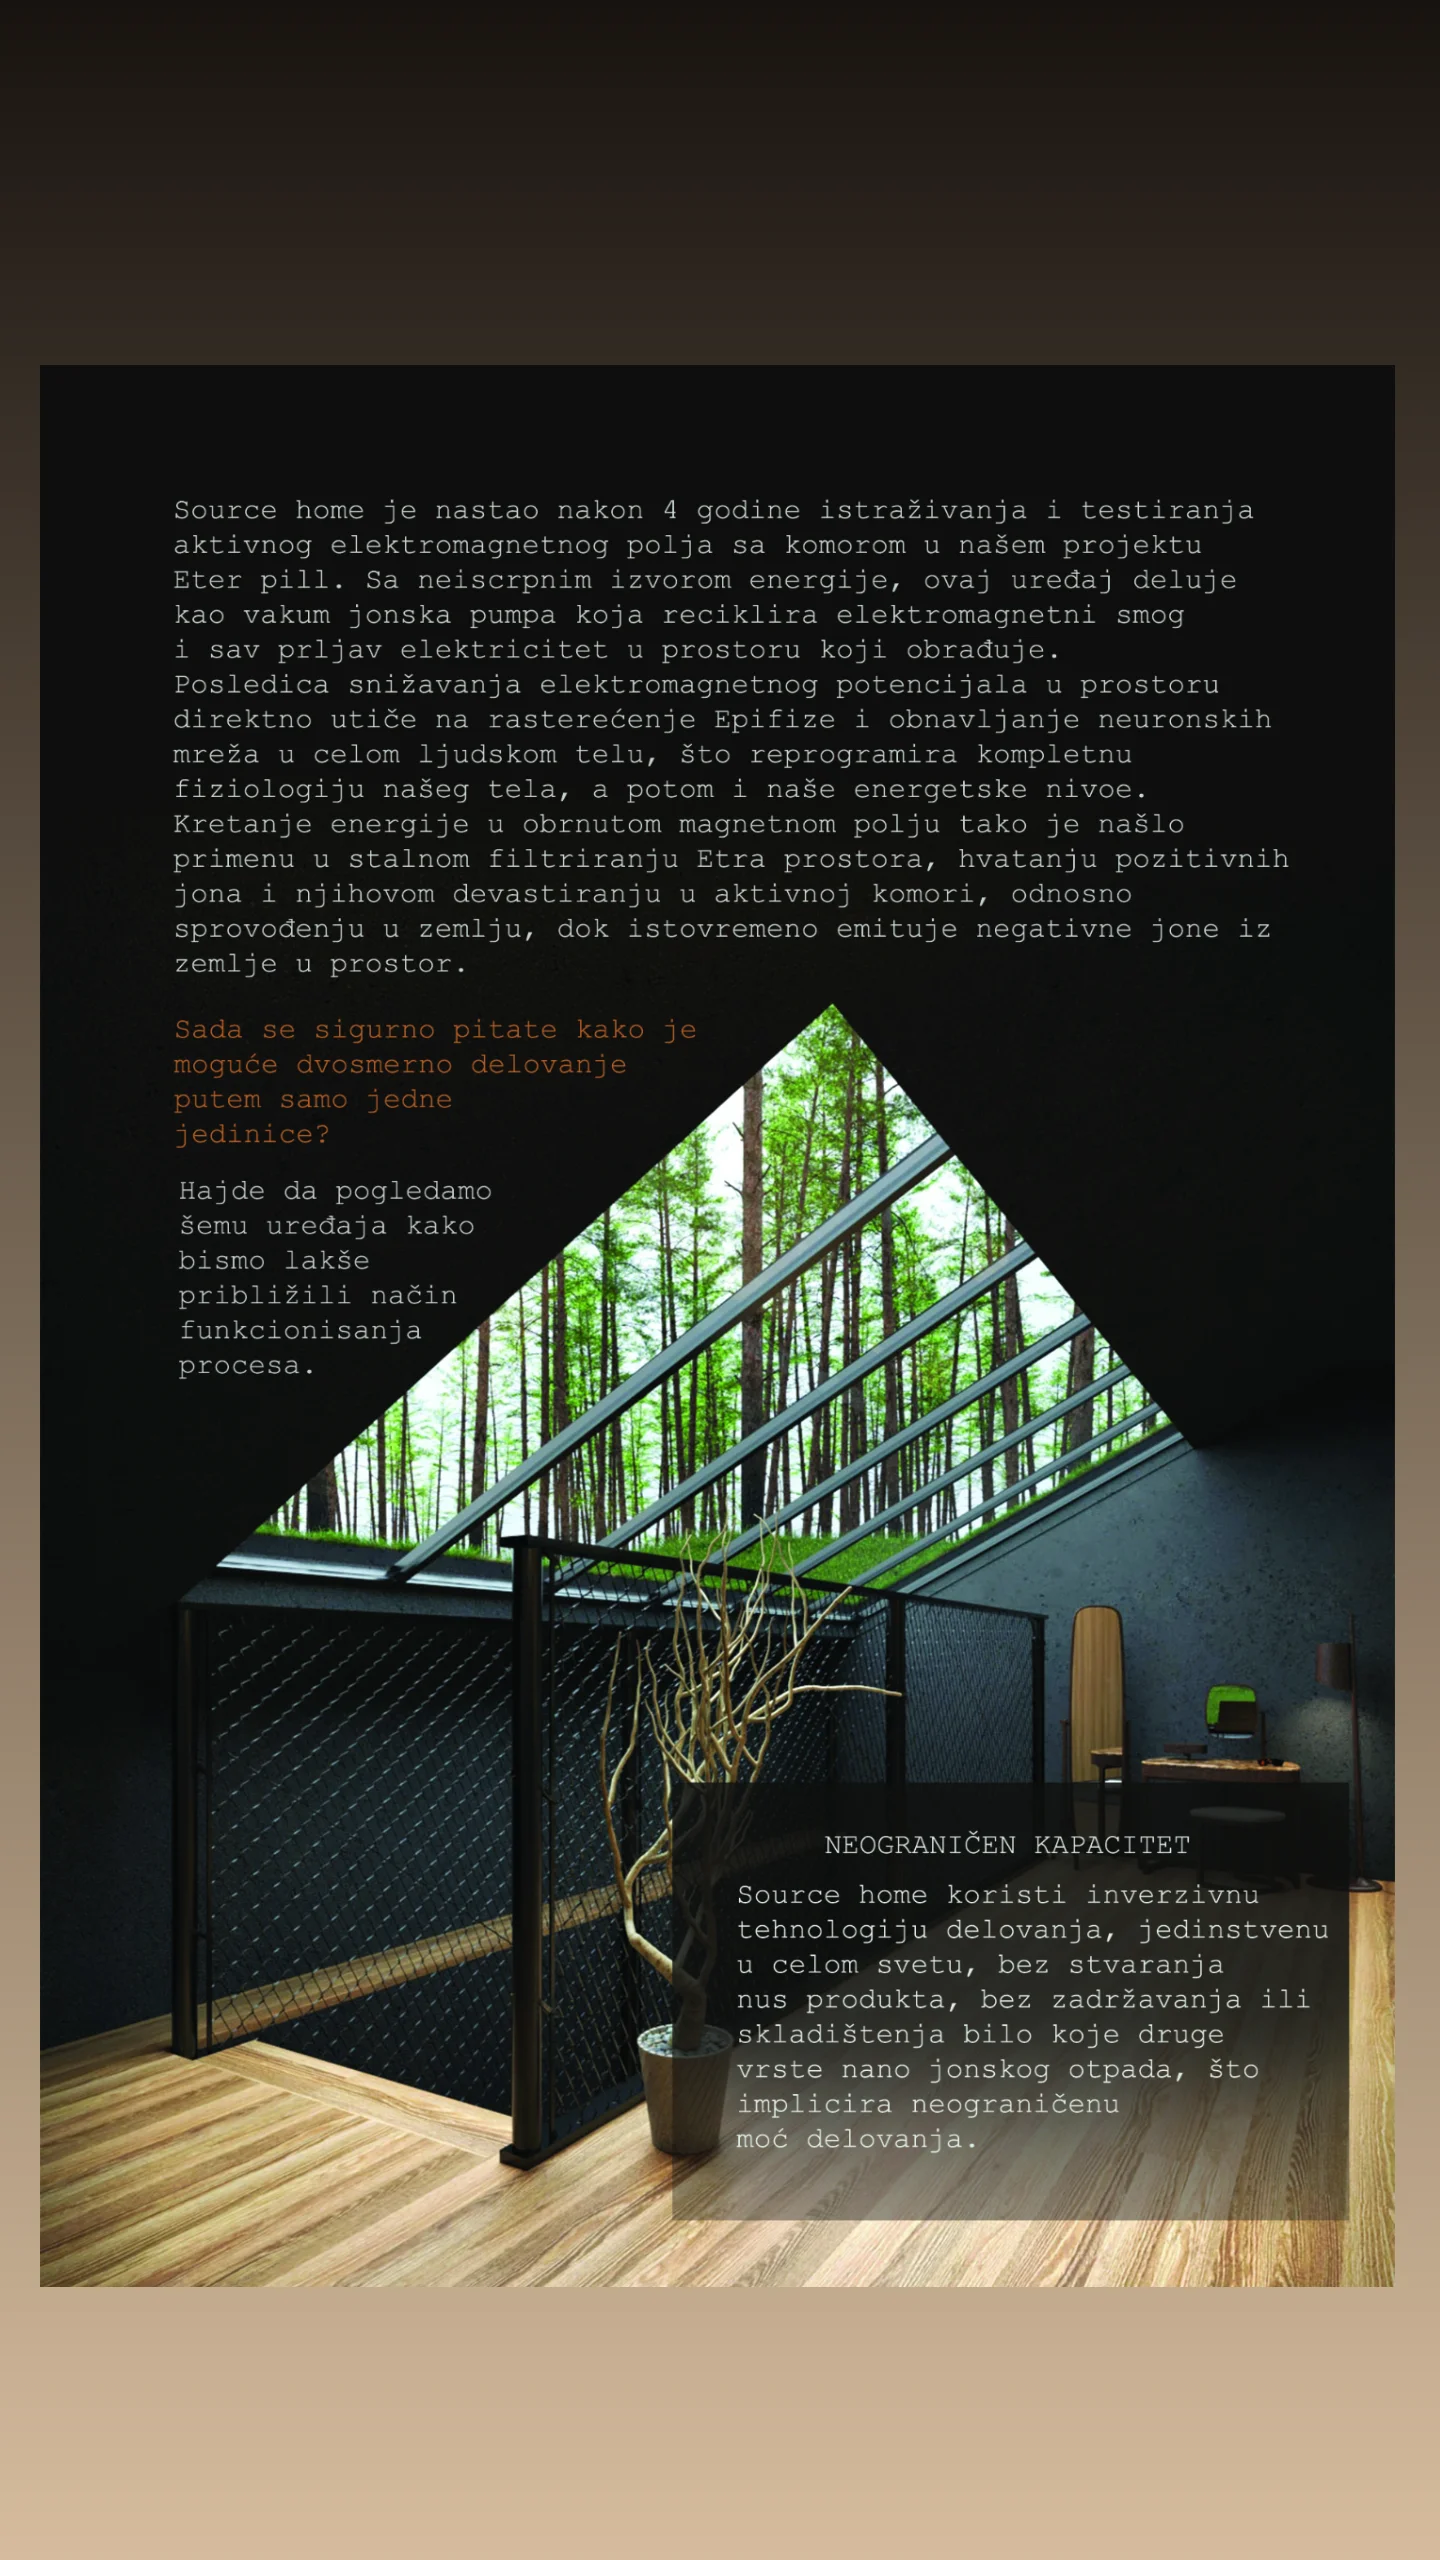 Source home je nastao nakon 4 godine istraživanja i testiranja
aktivnog elektromagnetnog polja sa komorom u našem projektu
Eter pill. Sa neiscrpnim izvorom energije, ovaj uređaj deluje
kao vakum jonska pumpa koja reciklira elektromagnetni smog
i sav prljav elektricitet u prostoru koji obrađuje.
Posledica snižavanja elektromagnetnog potencijala u prostoru
direktno utiče na rasterećenje Epifize i obnavljanje neuronskih
mreža u celom ljudskom telu, što reprogramira kompletnu
fiziologiju našeg tela, a potom i naše energetske nivoe.
Kretanje energije u obrnutom magnetnom polju tako je našlo
primenu u stalnom filtriranju Etra prostora, hvatanju pozitivnih
jona i njihovom devastiranju u aktivnoj komori, odnosno
sprovođenju u zemlju, dok istovremeno emituje negativne jone iz
zemlje u prostor.
Sada se sigurno pitate kako je
moguće dvosmerno delovanje
putem samo jedne
jedinice?
Hajde da pogledamo
šemu uređaja kako
bismo lakše
približili način
funkcionisanja
procesa.
NEOGRANIČEN KAPACITET
Source home koristi inverzivnu
tehnologiju delovanja, jedinstvenu
u celom svetu, bez stvaranja
nus produkta, bez zadržavanja ili
skladištenja bilo koje druge
vrste nano jonskog otpada, što
implicira neograničenu
moć delovanja.